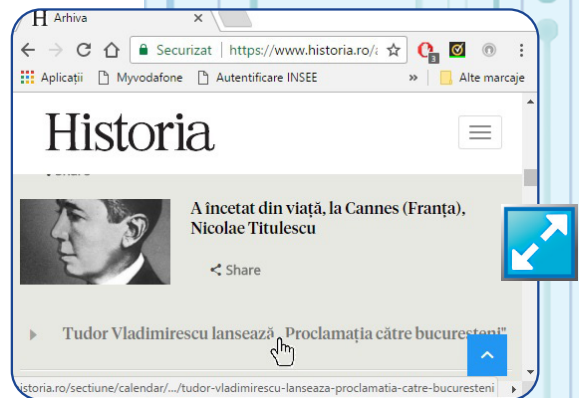 H Arhiva
Securizat | https://www.historia.ro/a
3
Aplicații Myvodafone Autentificare INSEE » Alte marcaje
Historia
Share
A încetat din viață, la Cannes (Franța),
Nicolae Titulescu
Share
Tudor Vladimirescu lansează „Proclamația către bucureșteni"
istoria.ro/sectiune/calendar/.../tudor-vladimirescu-lanseaza-proclamatia-catre-bucuresteni